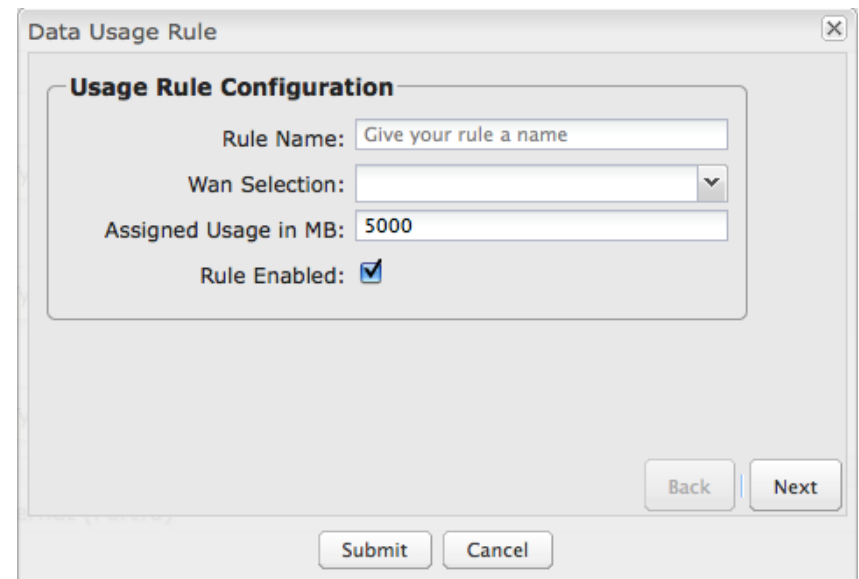 Data Usage Rule
Usage Rule Configuration
Rule Name: Give your rule a name
Wan Selection:
Assigned Usage in MB: 5000
Rule Enabled:
Back Next
Submit Cancel